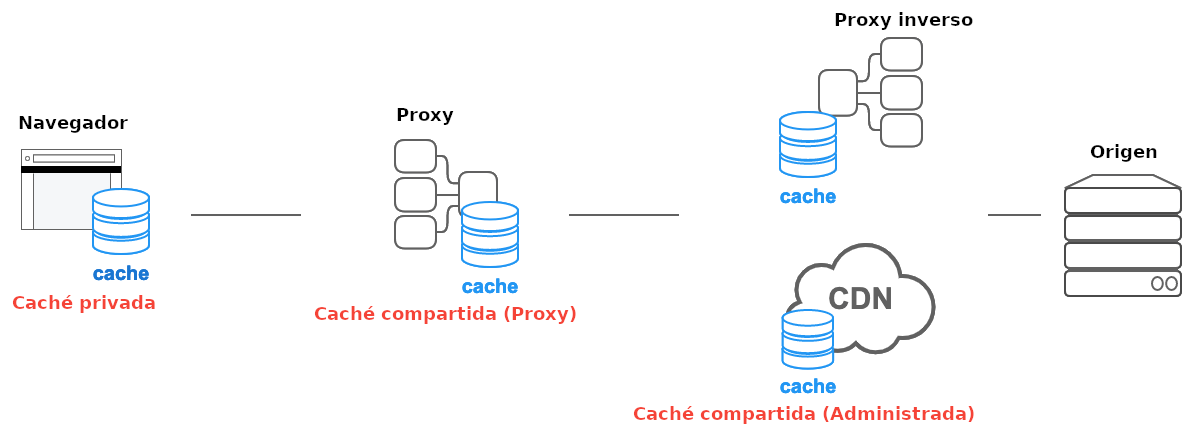 Navegador
cache
Caché privada
Proxy
cache
Caché compartida (Proxy)
Proxy inverso
cache
CDN
cache
Caché compartida (Administrada)
Origen